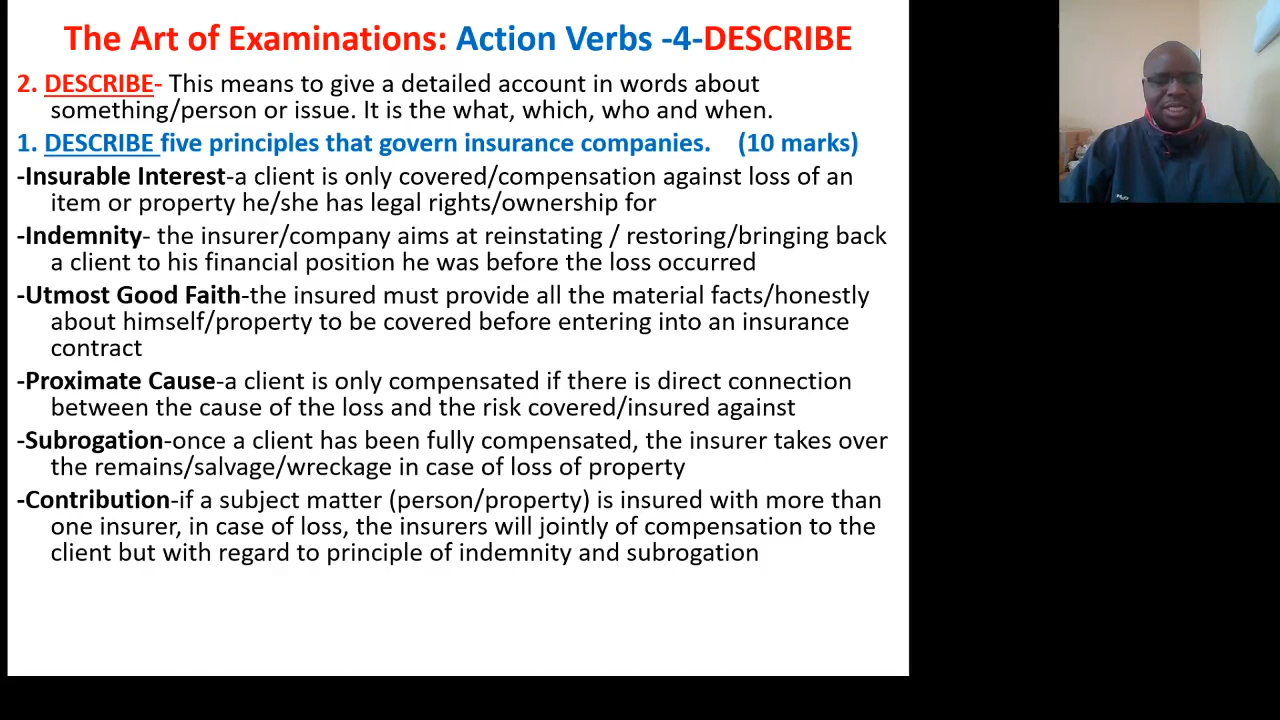 The Art of Examinations: Action Verbs -4-DESCRIBE
2. DESCRIBE- This means to give a detailed account in words about
something/person or issue. It is the what, which, who and when.
1. DESCRIBE five principles that govern insurance companies. (10 marks)
-Insurable Interest-a client is only covered/compensation against loss of an
item or property he/she has legal rights/ownership for
-Indemnity- the insurer/company aims at reinstating / restoring/bringing back
a client to his financial position he was before the loss occurred
-Utmost Good Faith-the insured must provide all the material facts/honestly
about himself/property to be covered before entering into an insurance
contract
-Proximate Cause-a client is only compensated if there is direct connection
between the cause of the loss and the risk covered/insured against
-Subrogation-once a client has been fully compensated, the insurer takes over
the remains/salvage/wreckage in case of loss of property
-Contribution-if a subject matter (person/property) is insured with more than
one insurer, in case of loss, the insurers will jointly of compensation to the
client but with regard to principle of indemnity and subrogation